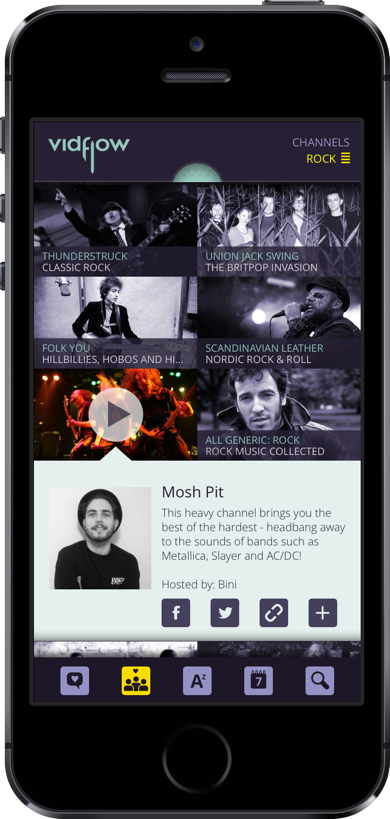 vidflow
CHANNELS
ROCK
THUNDERSTRUCK
CLASSIC ROCK
UNION JACK SWING
THE BRITPOP INVASION
FOLK YOU
HILLBILLIES, HOBOS AND HI...
SCANDINAVIAN LEATHER
NORDIC ROCK & ROLL
ALL GENERIC: ROCK
ROCK MUSIC COLLECTED
Mosh Pit
This heavy channel brings you the
best of the hardest - headbang away
to the sounds of bands such as
Metallica, Slayer and AC/DC!
Hosted by: Bini
f
AZ
7